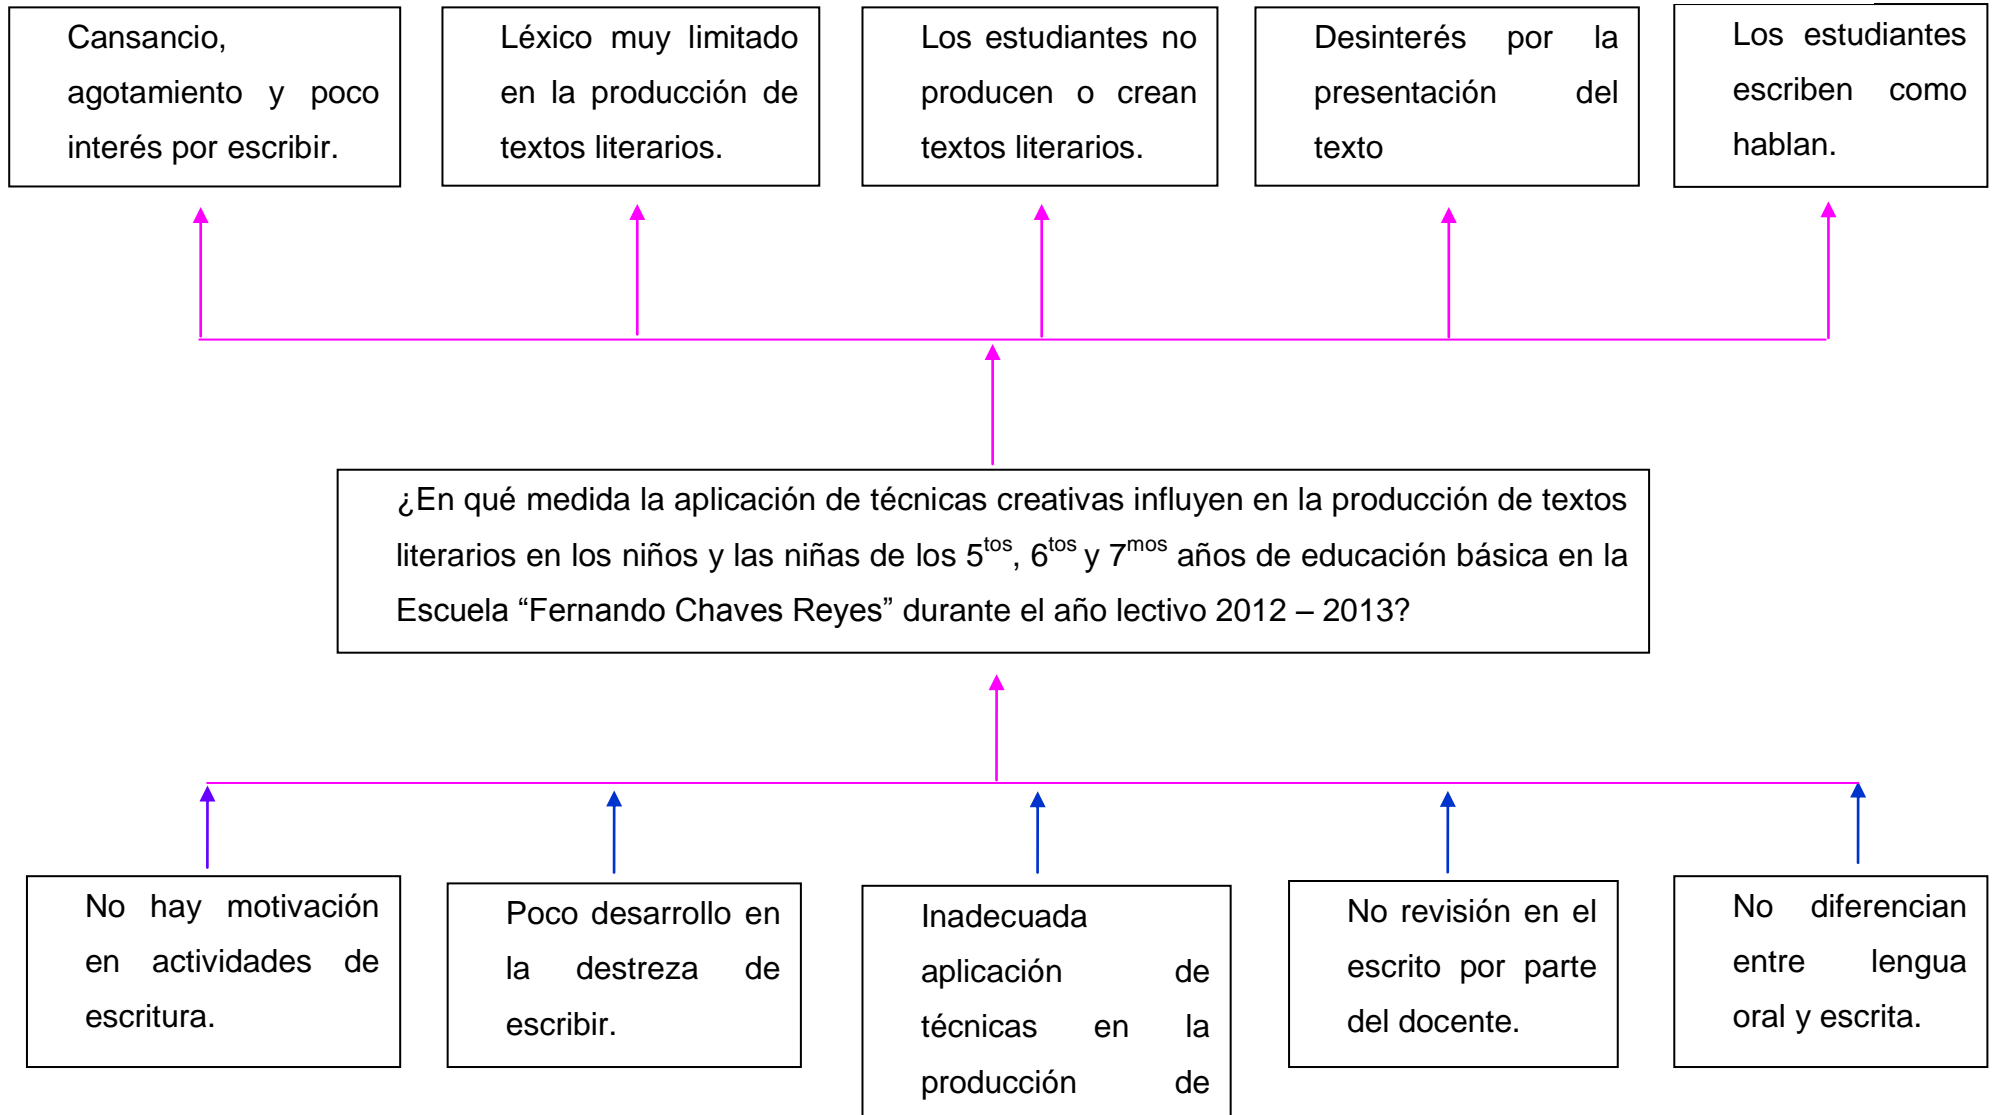 Cansancio,
agotamiento y poco
interés por escribir.
Léxico muy limitado
en la producción de
textos literarios.
Los estudiantes no
producen o crean
textos literarios.
Desinterés por la
presentación del
texto
Los estudiantes
escriben como
hablan.
¿En qué medida la aplicación de técnicas creativas influyen en la producción de textos
literarios en los niños y las niñas de los 5tos, 6tos y 7mos años de educación básica en la
Escuela “Fernando Chaves Reyes” durante el año lectivo 2012 – 2013?
No hay motivación
en actividades de
escritura.
Poco desarrollo en
la destreza de
escribir.
Inadecuada
aplicación de
técnicas en la
producción de
No revisión en el
escrito por parte
del docente.
No diferencian
entre lengua
oral y escrita.